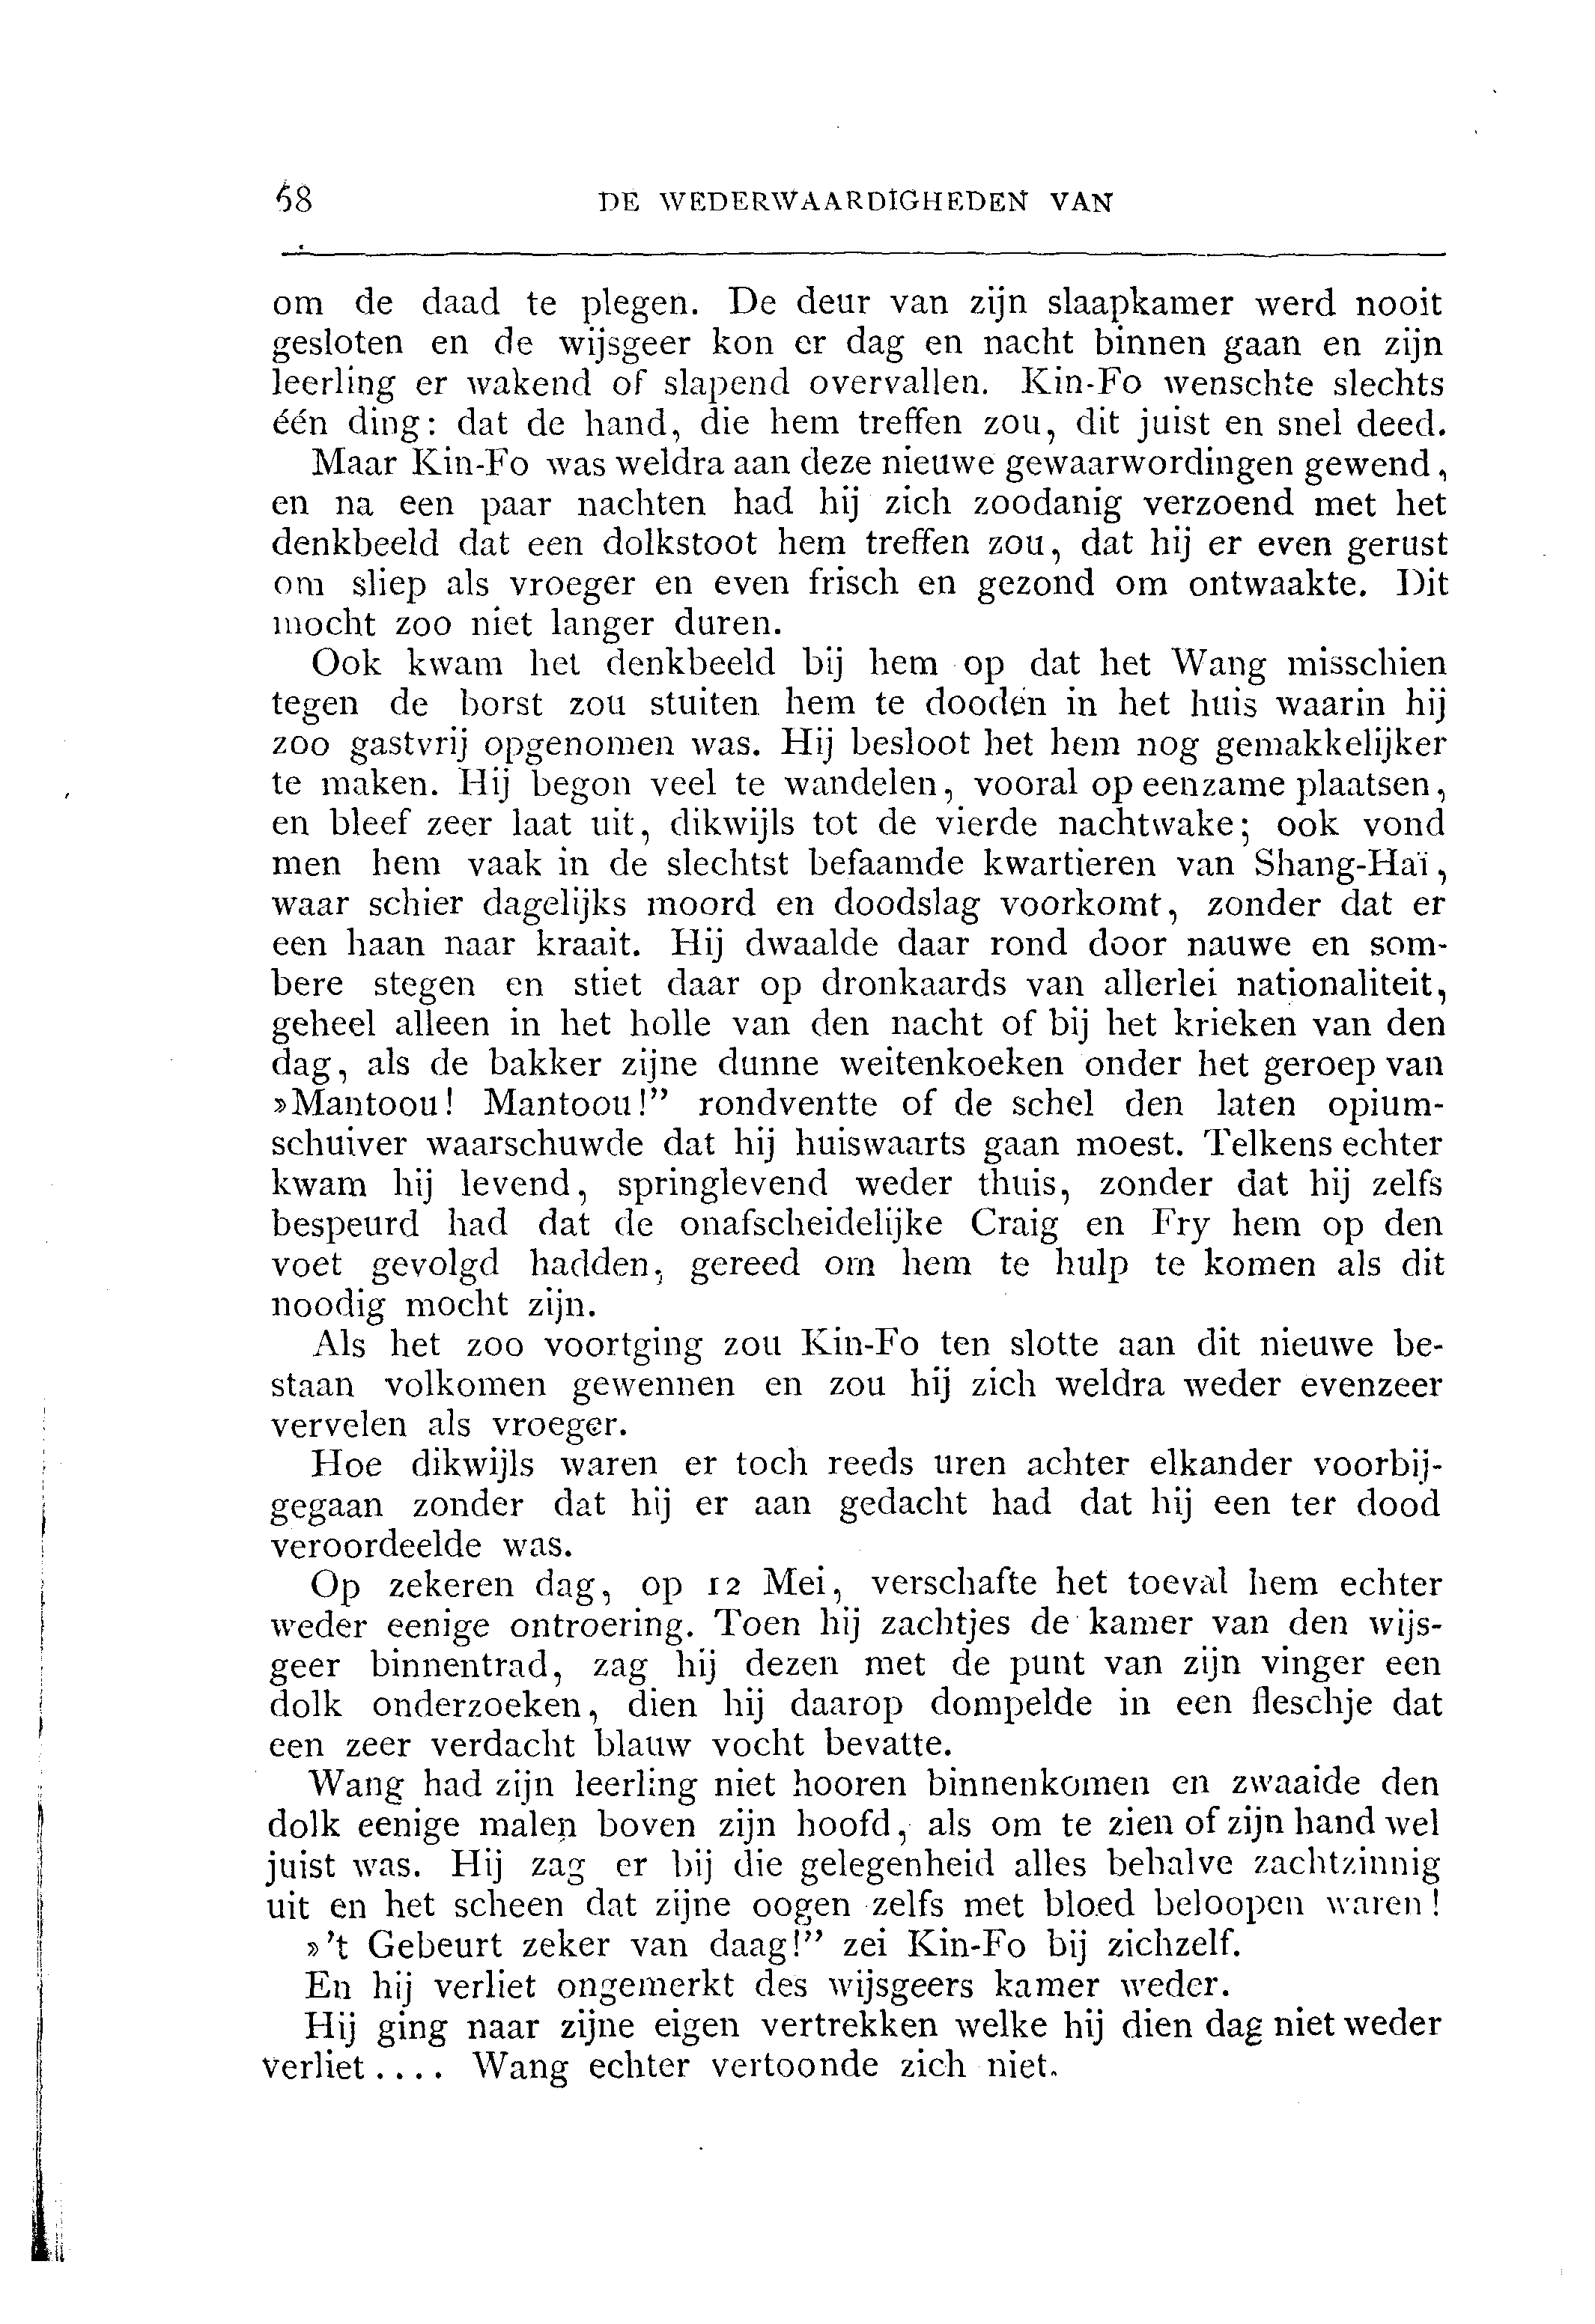 68 DE WEDERWAARDIGHEDEN VAN
om de daad te plegen. De deur van zijn slaapkamer werd nooit
gesloten en de wijsgeer kon er dag en nacht binnen gaan en zijn
leerling er wakend of slapend overvallen. Kin-Fo wenschte slechts
één ding: dat de hand, die hem treffen zou, dit juist en snel deed.
Maar Kin-Fo was weldra aan deze nieuwe gewaarwordingen gewend,
en na een paar nachten had hij zich zoodanig verzoend met het
denkbeeld dat een dolkstoot hem treffen zou, dat hij er even gerust
om sliep als vroeger en even frisch en gezond om ontwaakte. Dit
mocht zoo niet langer duren.
Ook kwam het denkbeeld bij hem op dat het Wang misschien
tegen de borst zou stuiten hem te dooden in het huis waarin hij
zoo gastvrij opgenomen was. Hij besloot het hem nog gemakkelijker
te maken. Hij begon veel te wandelen, vooral op eenzame plaatsen,
en bleef zeer laat uit, dikwijls tot de vierde nachtwake; ook vond
men hem vaak in de slechtst befaamde kwartieren van Shang-Haï,
waar schier dagelijks moord en doodslag voorkomt, zonder dat er
een haan naar kraait. Hij dwaalde daar rond door nauwe en som-
bere stegen en stiet daar op dronkaards van allerlei nationaliteit,
geheel alleen in het holle van den nacht of bij het krieken van den
dag, als de bakker zijne dunne weitenkoeken onder het geroep van
»Mantoou! Mantoou!” rondventte of de schel den laten opium-
schuiver waarschuwde dat hij huiswaarts gaan moest. Telkens echter
kwam hij levend, springlevend weder thuis, zonder dat hij zelfs
bespeurd had dat de onafscheidelijke Craig en Fry hem op den
voet gevolgd hadden, gereed om hem te hulp te komen als dit
noodig mocht zijn.
Als het zoo voortging zou Kin-Fo ten slotte aan dit nieuwe be-
staan volkomen gewennen en zou hij zich weldra weder evenzeer
vervelen als vroeger.
Hoe dikwijls waren er toch reeds uren achter elkander voorbij-
gegaan zonder dat hij er aan gedacht had dat hij een ter dood
veroordeelde was.
Op zekeren dag, op 12 Mei, verschafte het toeval hem echter
weder eenige ontroering. Toen hij zachtjes de kamer van den wijs-
geer binnentrad, zag hij dezen met de punt van zijn vinger een
dolk onderzoeken, dien hij daarop dompelde in een fleschje dat
een zeer verdacht blauw vocht bevatte.
Wang had zijn leerling niet hooren binnenkomen en zwaaide den
dolk eenige malen boven zijn hoofd, als om te zien of zijn hand wel
juist was. Hij zag er bij die gelegenheid alles behalve zachtzinnig
uit en het scheen dat zijne oogen zelfs met bloed beloopen waren!
»'t Gebeurt zeker van daag!” zei Kin-Fo bij zichzelf.
En hij verliet ongemerkt des wijsgeers kamer weder.
Hij ging naar zijne eigen vertrekken welke hij dien dag niet weder
verliet.... Wang echter vertoonde zich niet.